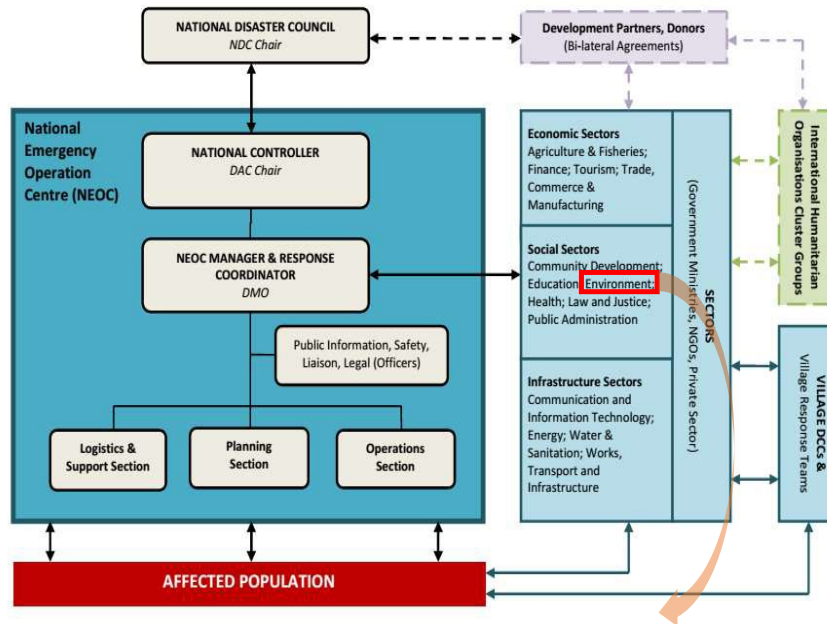 NATIONAL DISASTER COUNCIL
NDC Chair
Development Partners, Donors
(Bi-lateral Agreements)
National
Emergency
Operation
Centre (NEOC)
NATIONAL CONTROLLER
DAC Chair
NEOC MANAGER & RESPONSE
COORDINATOR
DMO
Public Information, Safety,
Liaison, Legal (Officers)
Logistics &
Support Section
Planning
Section
Operations
Section
Economic Sectors
Agriculture & Fisheries;
Finance; Tourism; Trade,
Commerce &
Manufacturing
Social Sectors
Community Development;
Education; Environment;
Health; Law and Justice;
Public Administration
Infrastructure Sectors
Communication and
Information Technology;
Energy; Water &
Sanitation; Works,
Transport and
Infrastructure
SECTORS
(Government Ministries, NGOs, Private Sector)
International Humanitarian
Organisations Cluster Groups
VILLAGE DCCs &
Village Response Teams
AFFECTED POPULATION